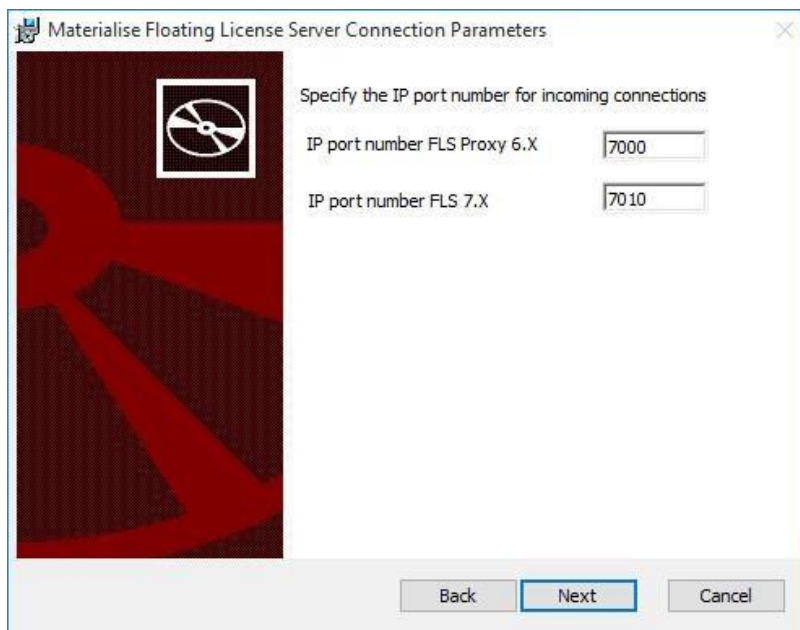 Materialise Floating License Server Connection Parameters
Specify the IP port number for incoming connections
IP port number FLS Proxy 6.X 7000
IP port number FLS 7.X 7010
Back Next Cancel